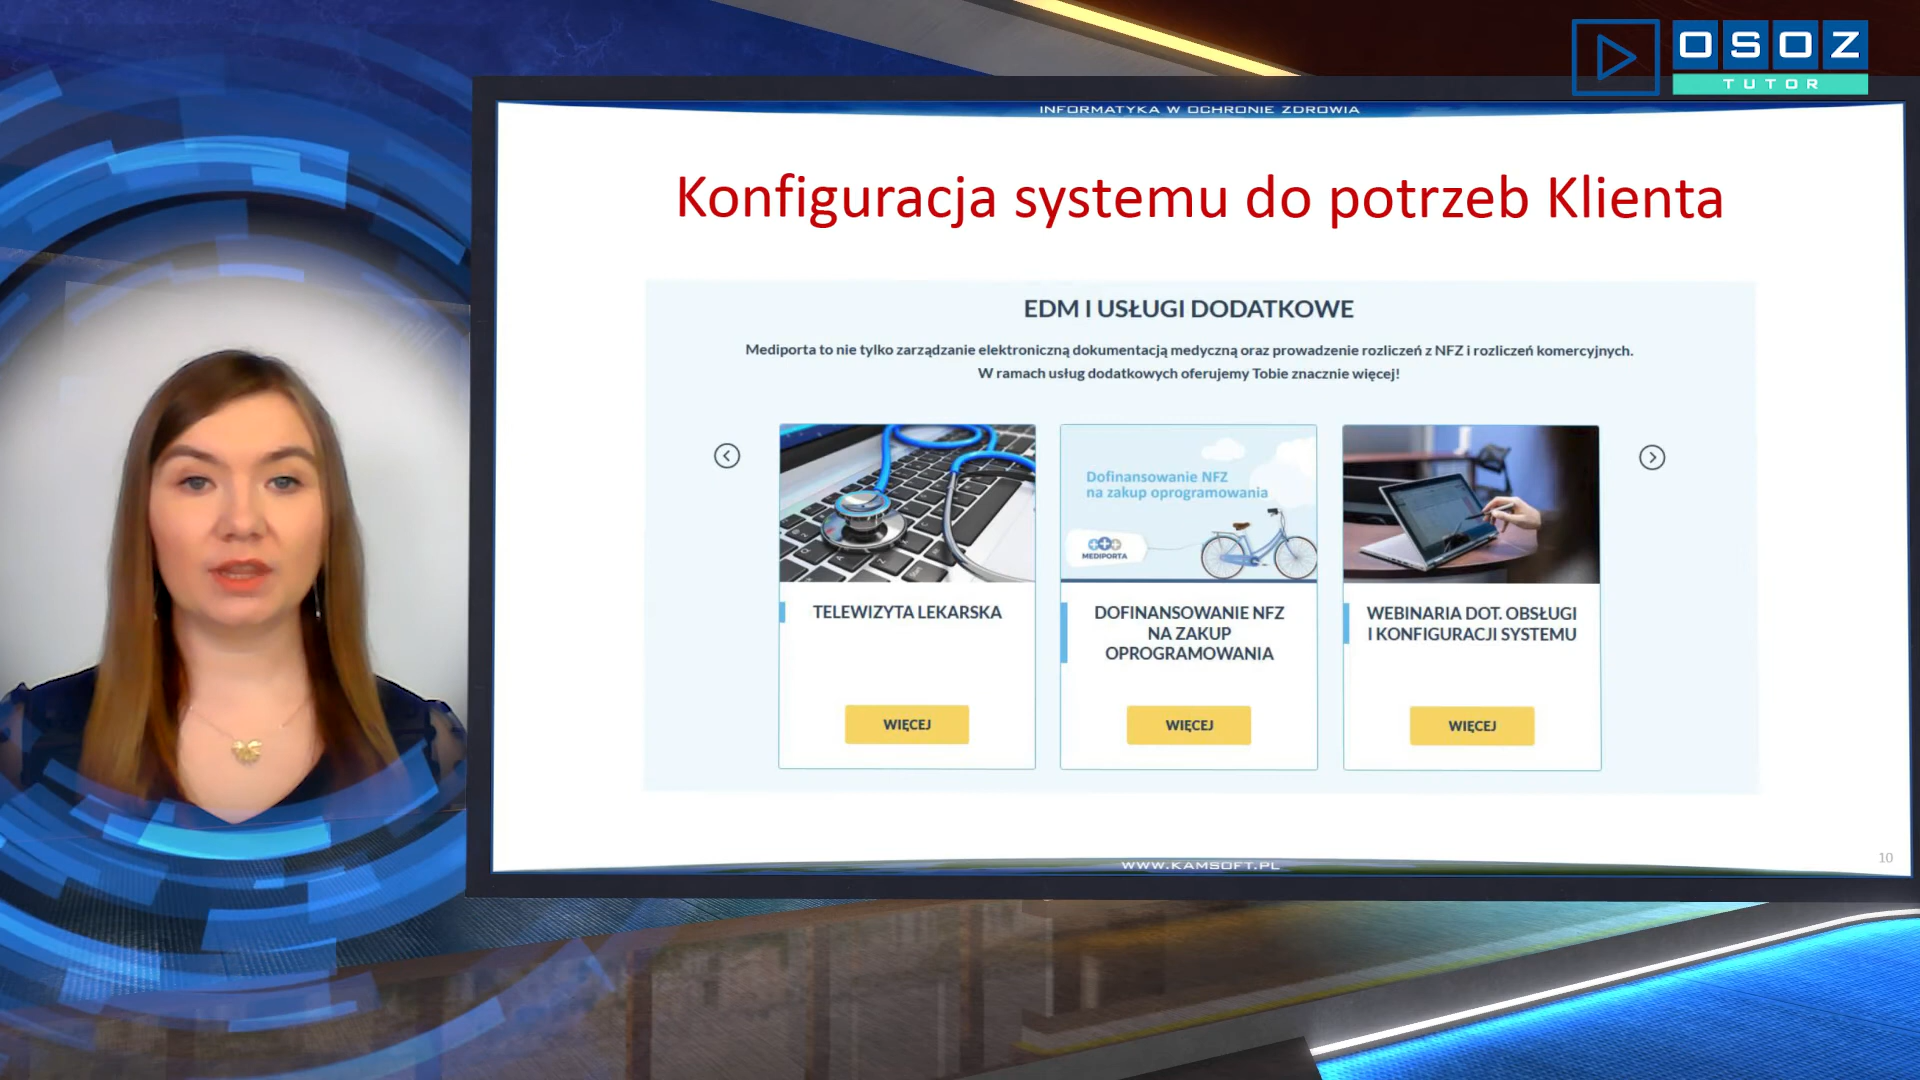 OSOZ
TUTOR
INFORMATYKA W OCHRONIE ZDROWIA
Konfiguracja systemu do potrzeb Klienta
EDM I USŁUGI DODATKOWE
Mediporta to nie tylko zarządzanie elektroniczną dokumentacją medyczną oraz prowadzenie rozliczeń z NFZ i rozliczeń komercyjnych.
W ramach usług dodatkowych oferujemy Tobie znacznie więcej!
Dofinansowanie NFZ
na zakup oprogramowania
MEDIPORTA
TELEWIZYTA LEKARSKA
WIĘCEJ
DOFINANSOWANIE NFZ
NA ZAKUP
OPROGRAMOWANIA
WIĘCEJ
WEBINARIA DOT. OBSŁUGI
I KONFIGURACJI SYSTEMU
WIĘCEJ
10
WWW.KAMSOFT.PL